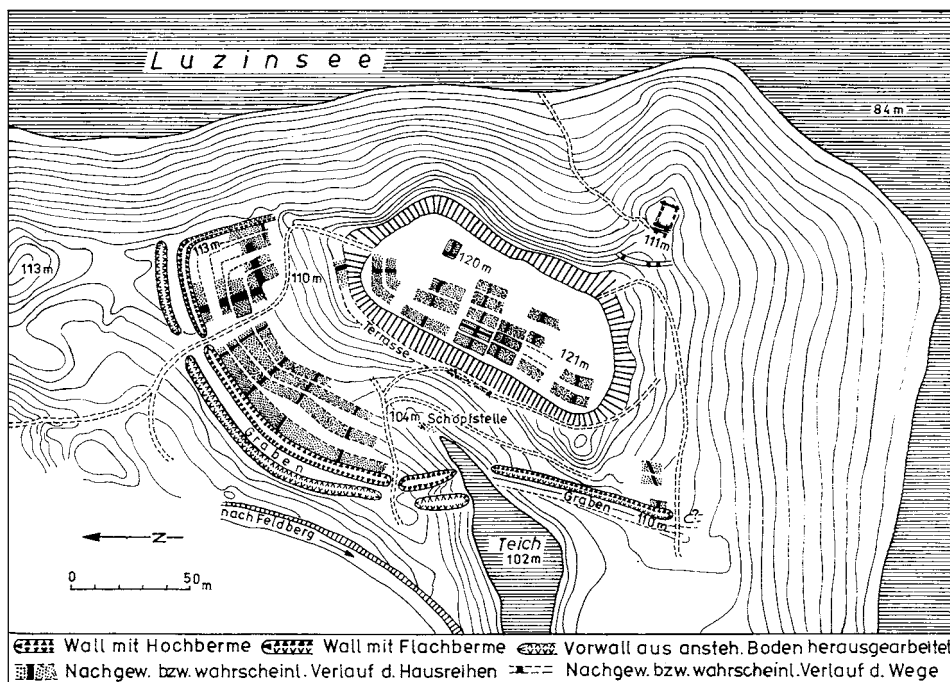 Luzinsee
84m
113m
113m
111m
120m
110m
Terrasse
121m
104m Schöpfstelle
Graben
Graben
110m
nach Feldberg
N
Teich
102m
0 50m
Wall mit Hochberme Wall mit Flachberme Vorwall aus ansteh. Boden herausgearbeitet
Nachgew. bzw. wahrscheinl. Verlauf d. Hausreihen Nachgew. bzw. wahrscheinl. Verlauf d. Wege